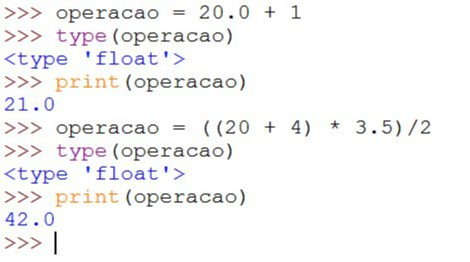 >>> operacao = 20.0 + 1
>>> type(operacao)
<type 'float'>
>>> print(operacao)
21.0
>>> operacao = ((20 + 4) * 3.5)/2
>>> type(operacao)
<type 'float'>
>>> print(operacao)
42.0
>>>